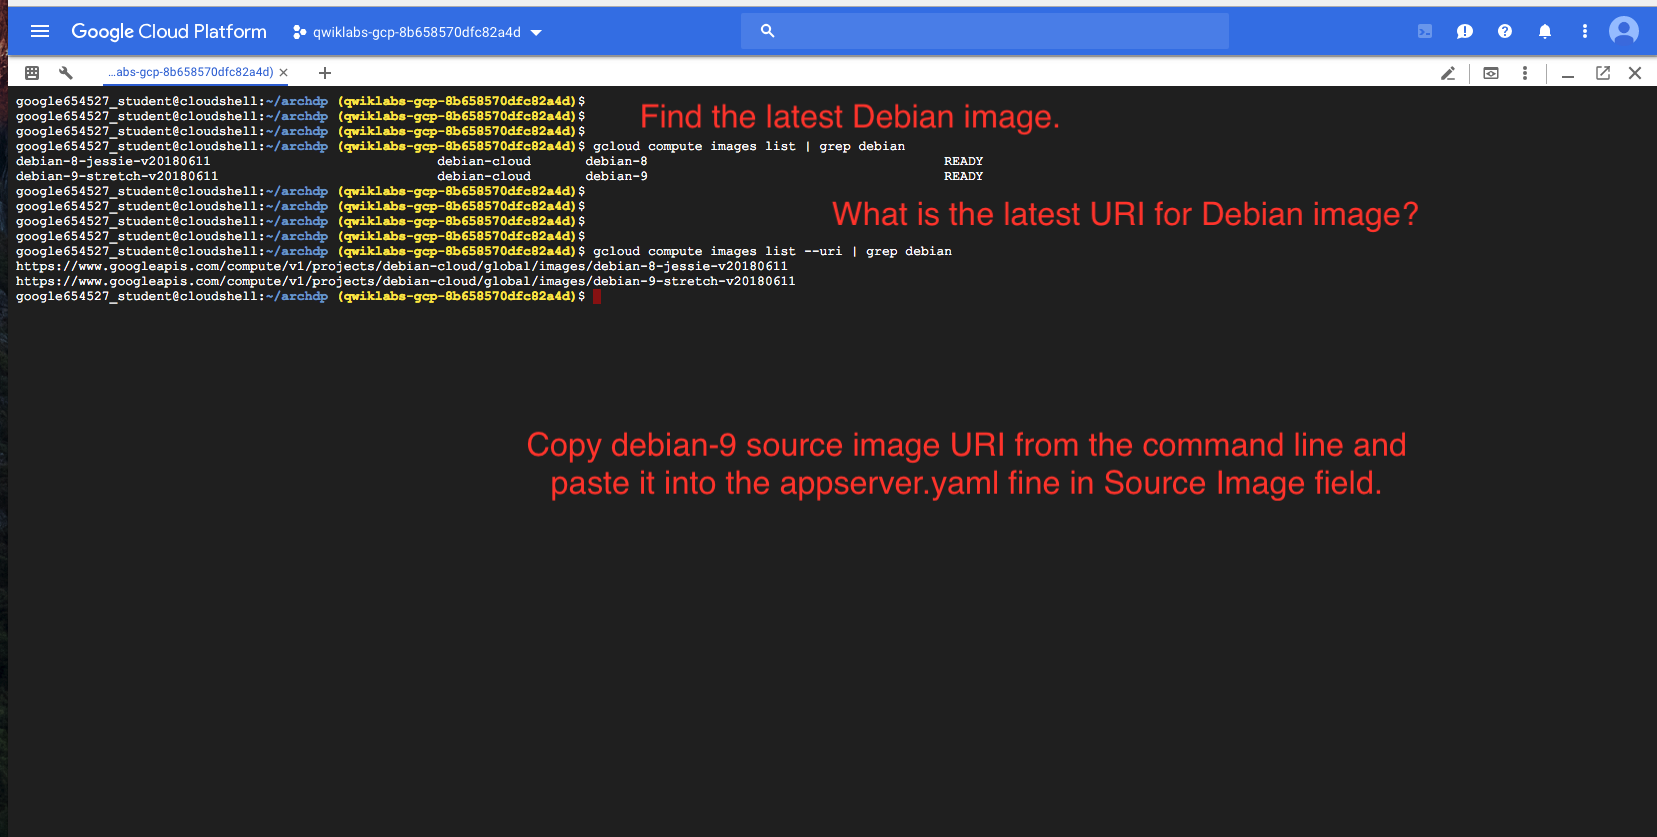 Google Cloud Platform
qwiklabs-gcp-8b658570dfc82a4d
...abs-gcp-8b658570dfc82a4d)
google654527_student@cloudshell:~/archdp (qwiklabs-gcp-8b658570dfc82a4d)$
google654527_student@cloudshell:~/archdp (qwiklabs-gcp-8b658570dfc82a4d)$
Find the latest Debian image.
google654527_student@cloudshell:~/archdp (qwiklabs-gcp-8b658570dfc82a4d)$
google654527_student@cloudshell:~/archdp (qwiklabs-gcp-8b658570dfc82a4d)$ gcloud compute images list | grep debian
debian-8-jessie-v20180611 debian-cloud debian-8 READY
debian-9-stretch-v20180611 debian-cloud debian-9 READY
google654527_student@cloudshell:~/archdp (qwiklabs-gcp-8b658570dfc82a4d)$
google654527_student@cloudshell:~/archdp (qwiklabs-gcp-8b658570dfc82a4d)$
What is the latest URI for Debian image?
google654527_student@cloudshell:~/archdp (qwiklabs-gcp-8b658570dfc82a4d)$
google654527_student@cloudshell:~/archdp (qwiklabs-gcp-8b658570dfc82a4d)$
google654527_student@cloudshell:~/archdp (qwiklabs-gcp-8b658570dfc82a4d)$ gcloud compute images list --uri | grep debian
https://www.googleapis.com/compute/v1/projects/debian-cloud/global/images/debian-8-jessie-v20180611
https://www.googleapis.com/compute/v1/projects/debian-cloud/global/images/debian-9-stretch-v20180611
google654527_student@cloudshell:~/archdp (qwiklabs-gcp-8b658570dfc82a4d)$
Copy debian-9 source image URI from the command line and
paste it into the appserver.yaml fine in Source Image field.